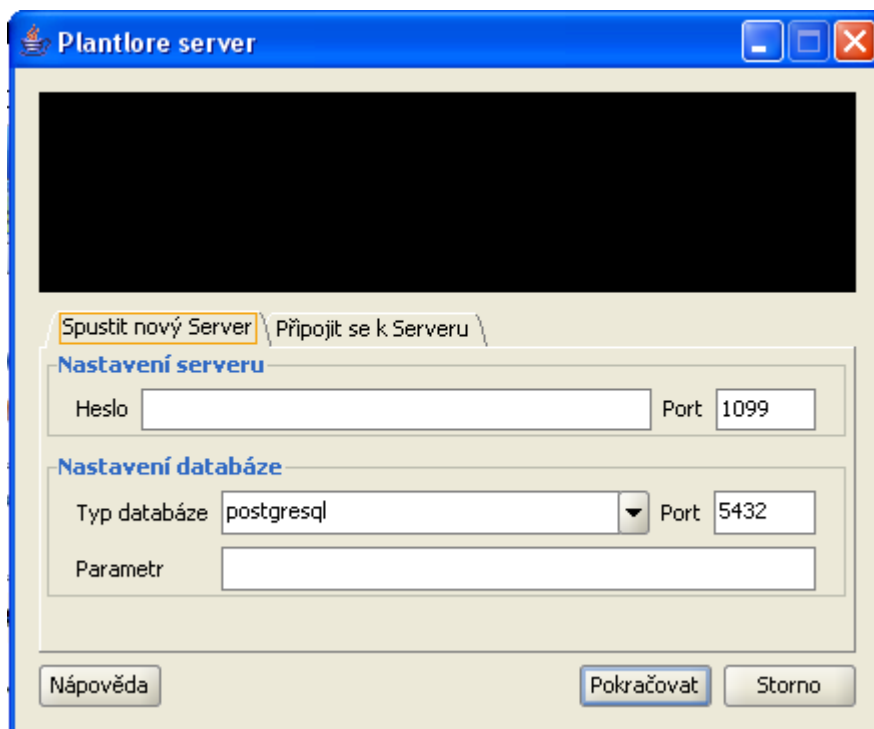 Plantlore server
Spustit nový Server Připojit se k Serveru
Nastavení serveru
Heslo Port 1099
Nastavení databáze
Typ databáze postgresql Port 5432
Parametr
Nápověda Pokračovat Storno